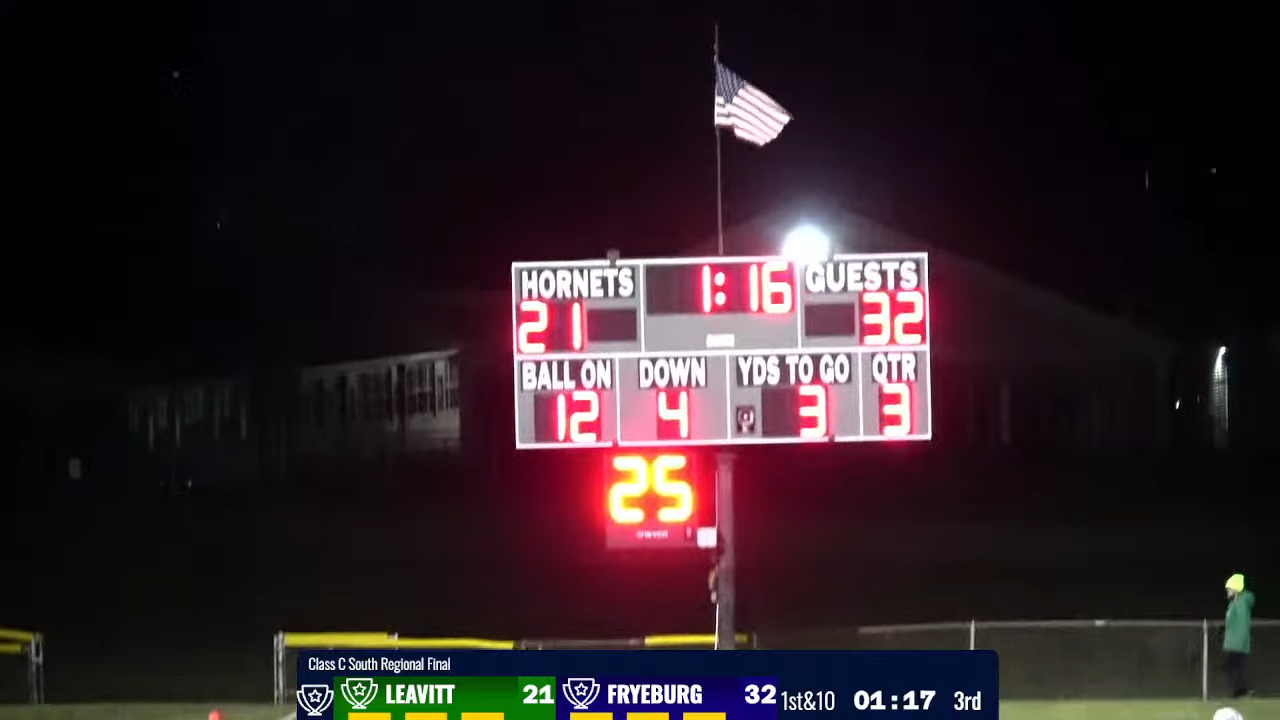 HORNETS 1:16 GUESTS
21 32
BALL ON DOWN YDS TO GO QTR
12 4 3 3
25
Class C South Regional Final
LEAVITT 21 FRYEBURG 32 1st&10 01:17 3rd